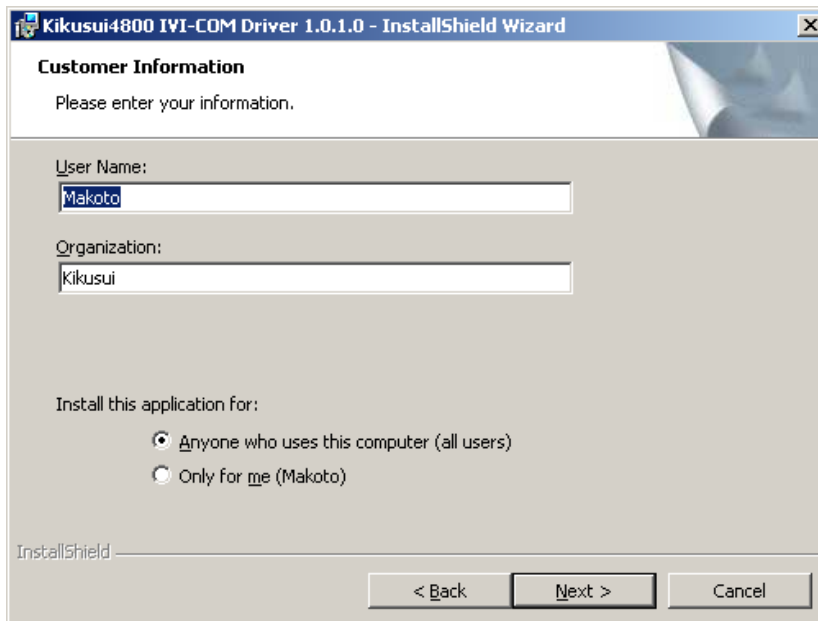 Kikusui4800 IVI-COM Driver 1.0.1.0 - InstallShield Wizard
Customer Information
Please enter your information.
User Name:
Makoto
Organization:
Kikusui
Install this application for:
Anyone who uses this computer (all users)
Only for me (Makoto)
InstallShield
< Back Next > Cancel